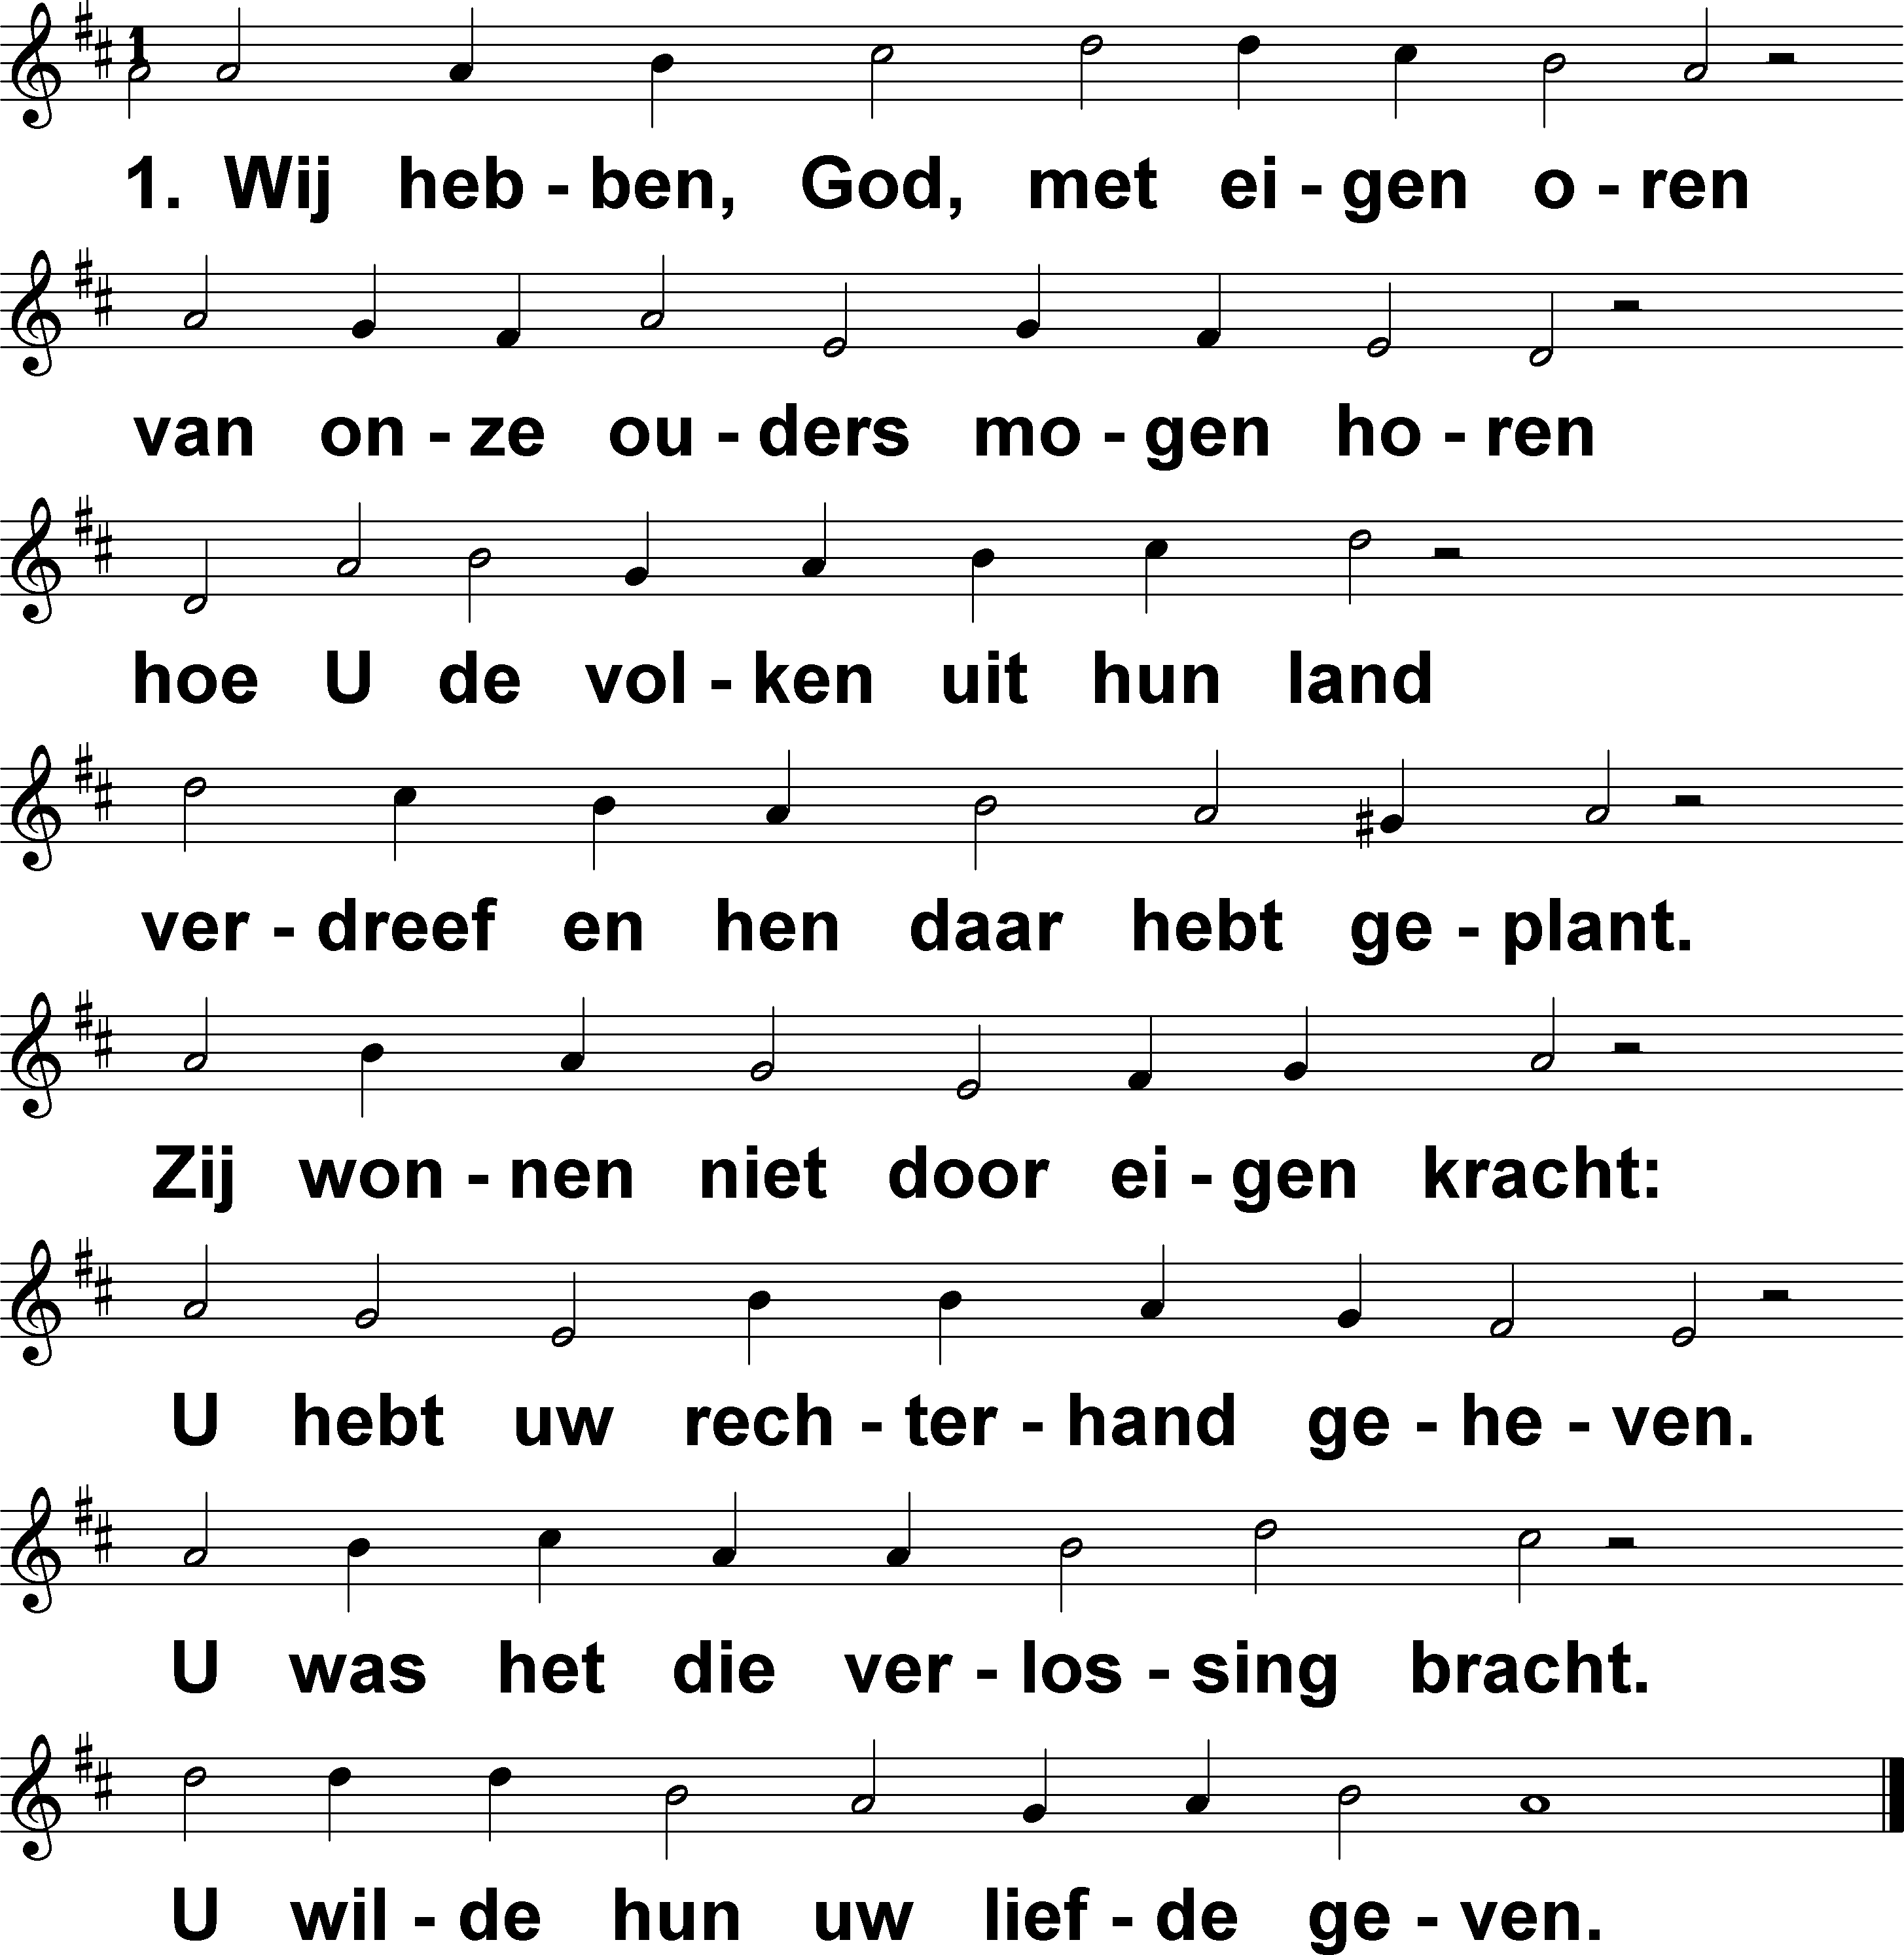 1. Wij heb - ben, God, met ei - gen o - ren
van on - ze ou - ders mo - gen ho - ren
hoe U de vol - ken uit hun land
ver - dreef en hen daar hebt ge - plant.
Zij won - nen niet door ei - gen kracht:
U hebt uw rech - ter - hand ge - he - ven.
U was het die ver - los - sing bracht.
U wil - de hun uw lief - de ge - ven.